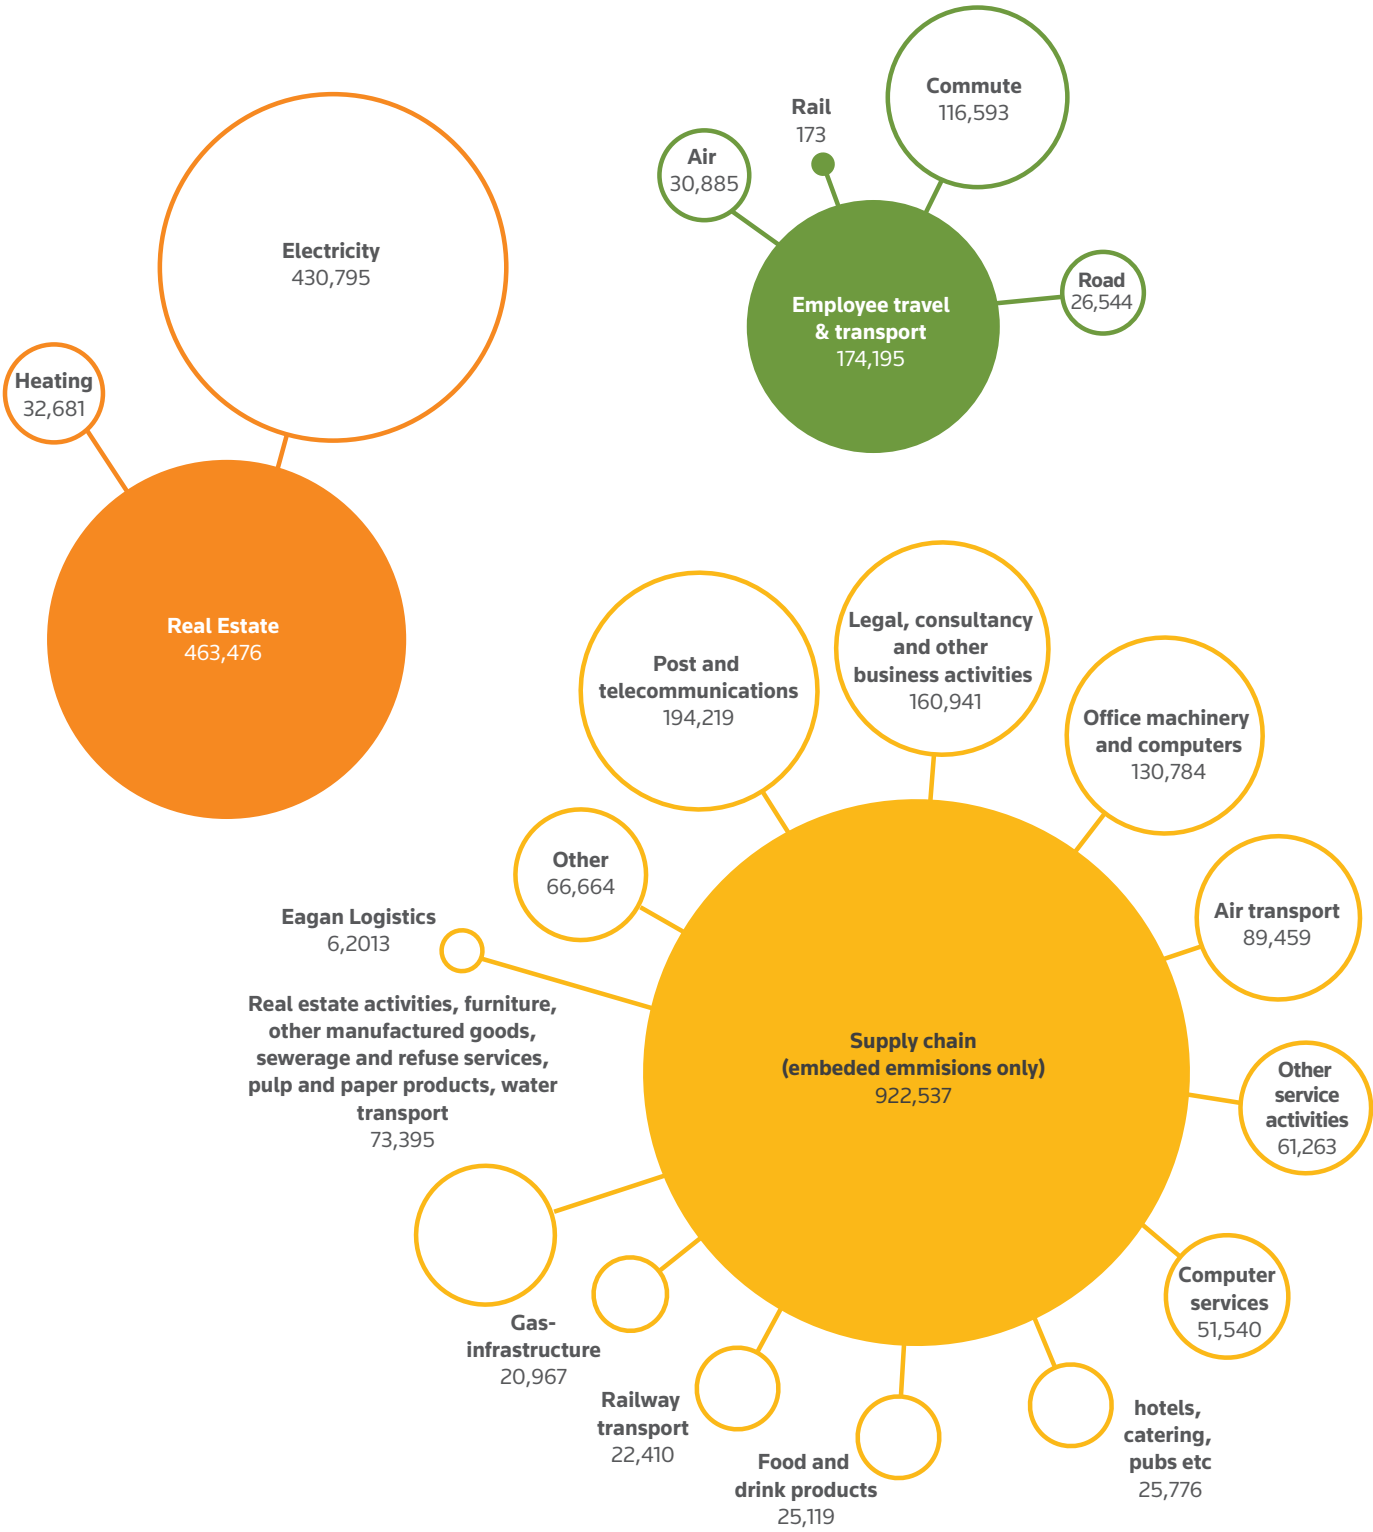 Commute
116,593
Rail
173
Air
30,885
Road
26,544
Employee travel
& transport
174,195
Electricity
430,795
Heating
32,681
Real Estate
463,476
Post and
telecommunications
194,219
Legal, consultancy
and other
business activities
160,941
Office machinery
and computers
130,784
Other
66,664
Air transport
89,459
Eagan Logistics
6,2013
Real estate activities, furniture,
other manufactured goods,
sewerage and refuse services,
pulp and paper products, water
transport
73,395
Supply chain
(embeded emmisions only)
922,537
Other
service
activities
61,263
Computer
services
51,540
Gas-
infrastructure
20,967
Railway
transport
22,410
Food and
drink products
25,119
hotels,
catering,
pubs etc
25,776